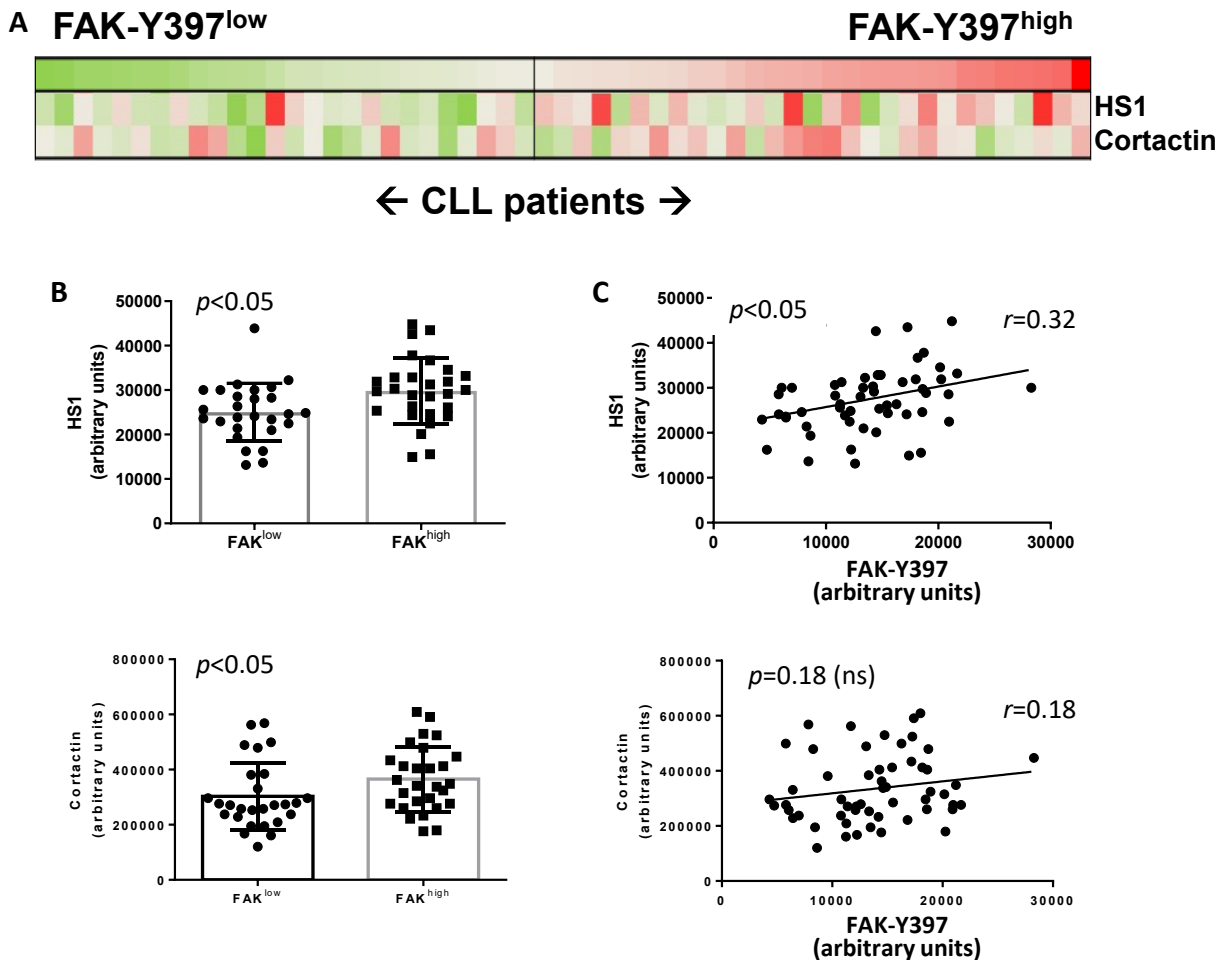 A
FAK-Y397low
FAK-Y397high
HS1
Cortactin
← CLL patients →
B
p<0.05
50000
40000
30000
20000
10000
0
HS1
(arbitrary units)
FAKlow
FAKhigh
C
p<0.05
r=0.32
50000
40000
30000
20000
10000
0
HS1
(arbitrary units)
0 10000 20000 30000
FAK-Y397
(arbitrary units)
p<0.05
800000
600000
400000
200000
0
Cortactin
(arbitrary units)
FAKlow
FAKhigh
p=0.18 (ns)
r=0.18
800000
600000
400000
200000
0
Cortactin
(arbitrary units)
0 10000 20000 30000
FAK-Y397
(arbitrary units)